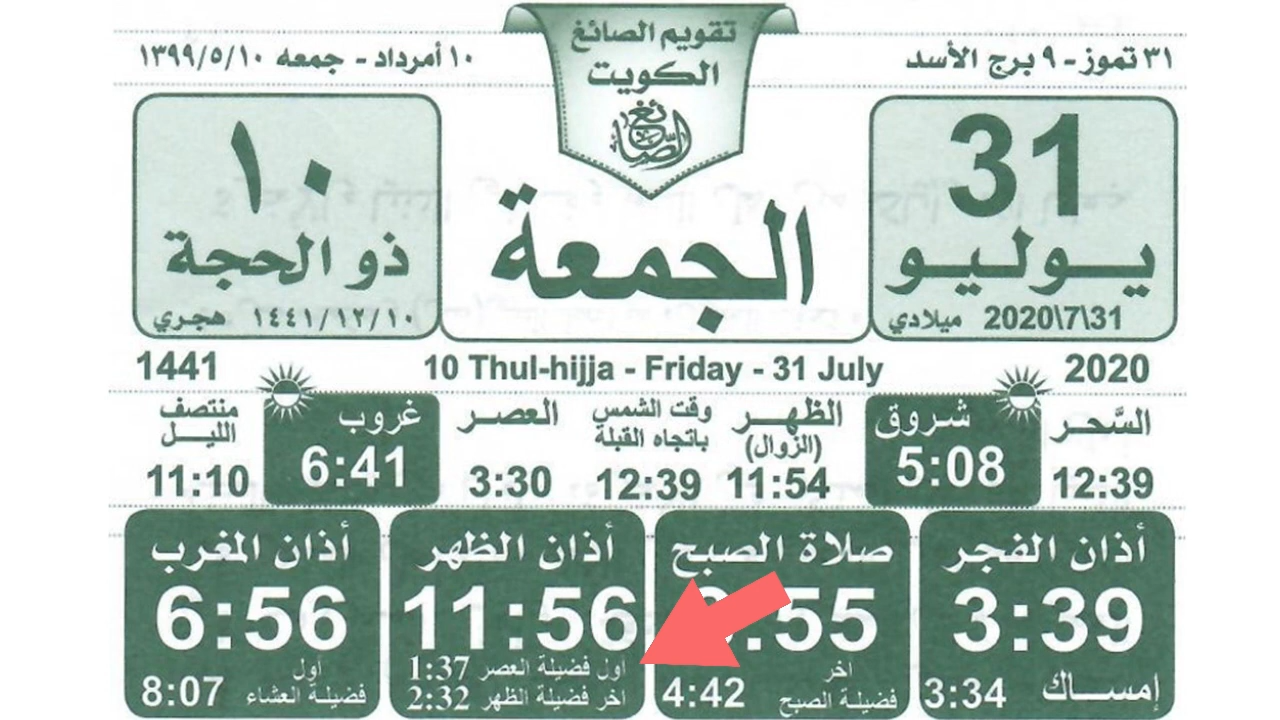 تقويم الصائغ
الكويت
الصائغ
٣١ تموز - ٩ برج الأسد
١٠ أمرداد - جمعه ١٣٩٩/٥/١٠
31
يوليو
2020\7\31 ميلادي
الجمعة
١٠
ذو الحجة
١٤٤١/١٢/١٠ هجري
2020
10 Thul-hijja - Friday - 31 July
1441
السَّحر
12:39
شروق
5:08
الظهر
(الزوال)
11:54
وقت الشمس
باتجاه القبلة
12:39
العصر
3:30
غروب
6:41
منتصف
الليل
11:10
أذان الفجر
3:39
إمساك 3:34
صلاة الصبح
:55
اخر
فضيلة الصبح 4:42
أذان الظهر
11:56
أول فضيلة العصر 1:37
اخر فضيلة الظهر 2:32
أذان المغرب
6:56
أول
فضيلة العشاء 8:07